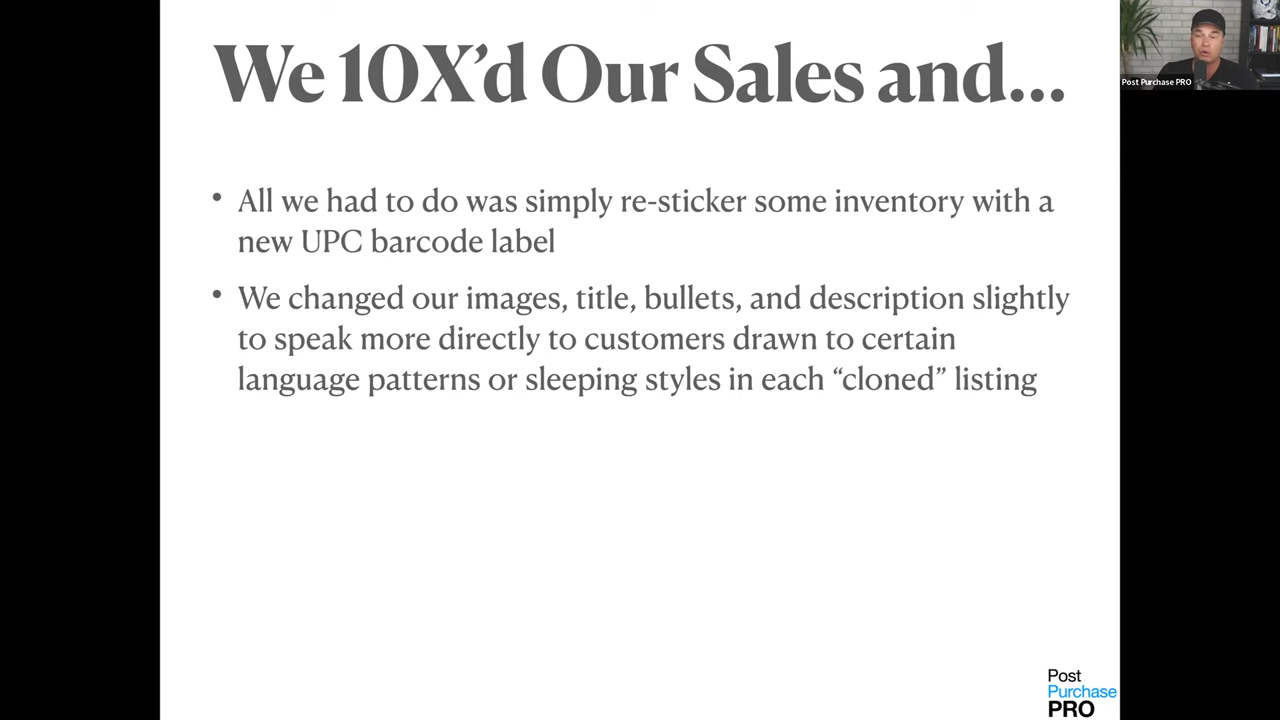 We 10X’d Our Sales and...
• All we had to do was simply re-sticker some inventory with a
new UPC barcode label
• We changed our images, title, bullets, and description slightly
to speak more directly to customers drawn to certain
language patterns or sleeping styles in each “cloned” listing
Post Purchase PRO
Post
Purchase
PRO